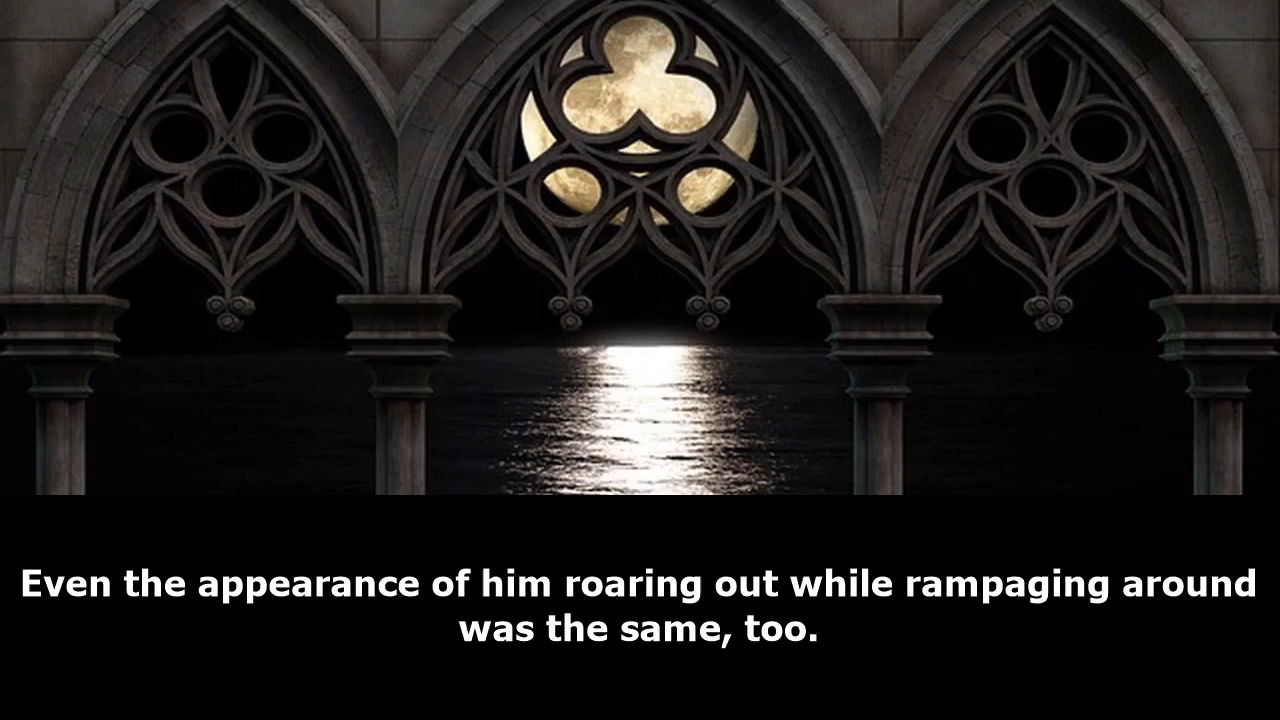 Even the appearance of him roaring out while rampaging around
was the same, too.